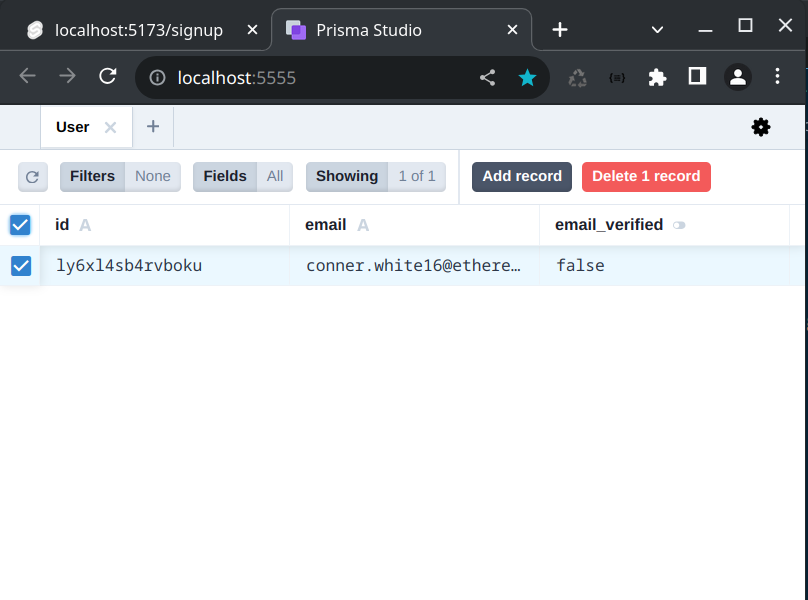 localhost:5173/signup Prisma Studio
localhost:5555
User
Filters None Fields All Showing 1 of 1 Add record Delete 1 record
id A email A email_verified
ly6xl4sb4rvboku conner.white16@ethere… false